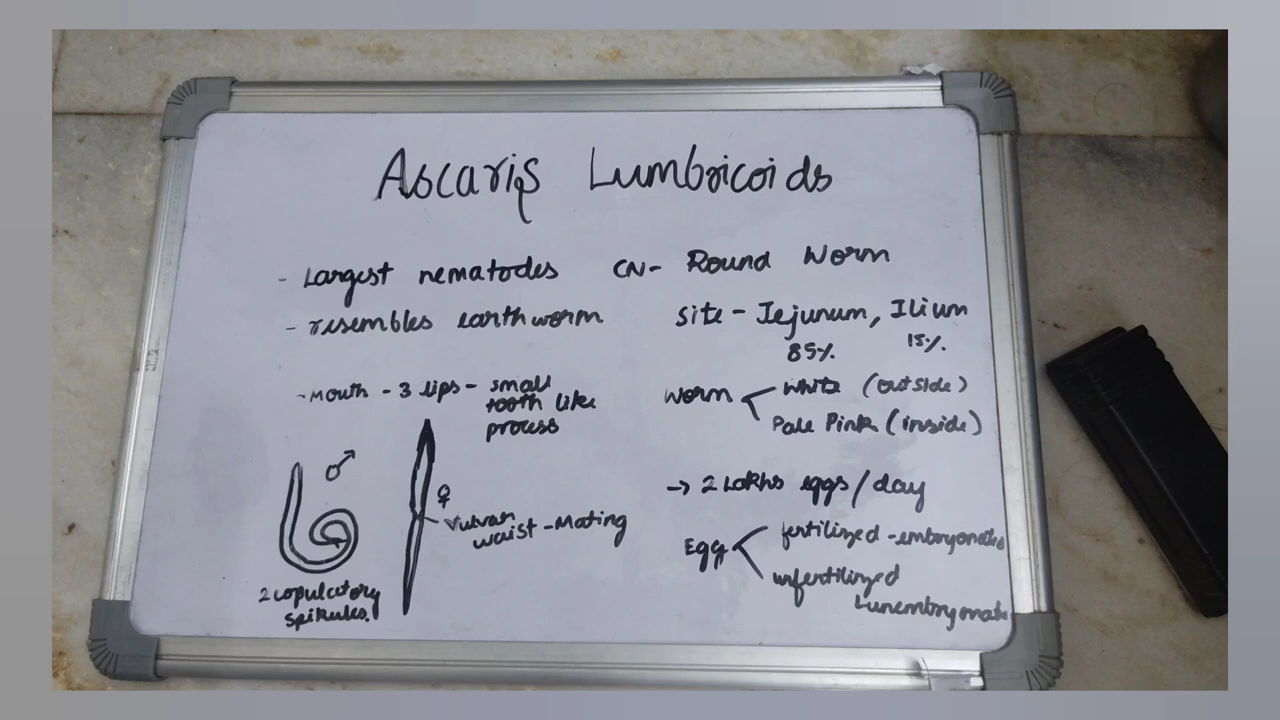 Ascaris Lumbricoids
- Largest nematodes CN- Round Worm
- resembles earthworm site - Jejunum, Ilium
85% 15%
- Mouth - 3 lips - small
tooth like
process
worm white (outside)
Pale Pink (inside)
♂
♀
Vulvan
waist - Mating
2 copulatory
spikules.
→ 2 Lakhs eggs/day
Egg fertilized - embryonated
unfertilized
unembryonate